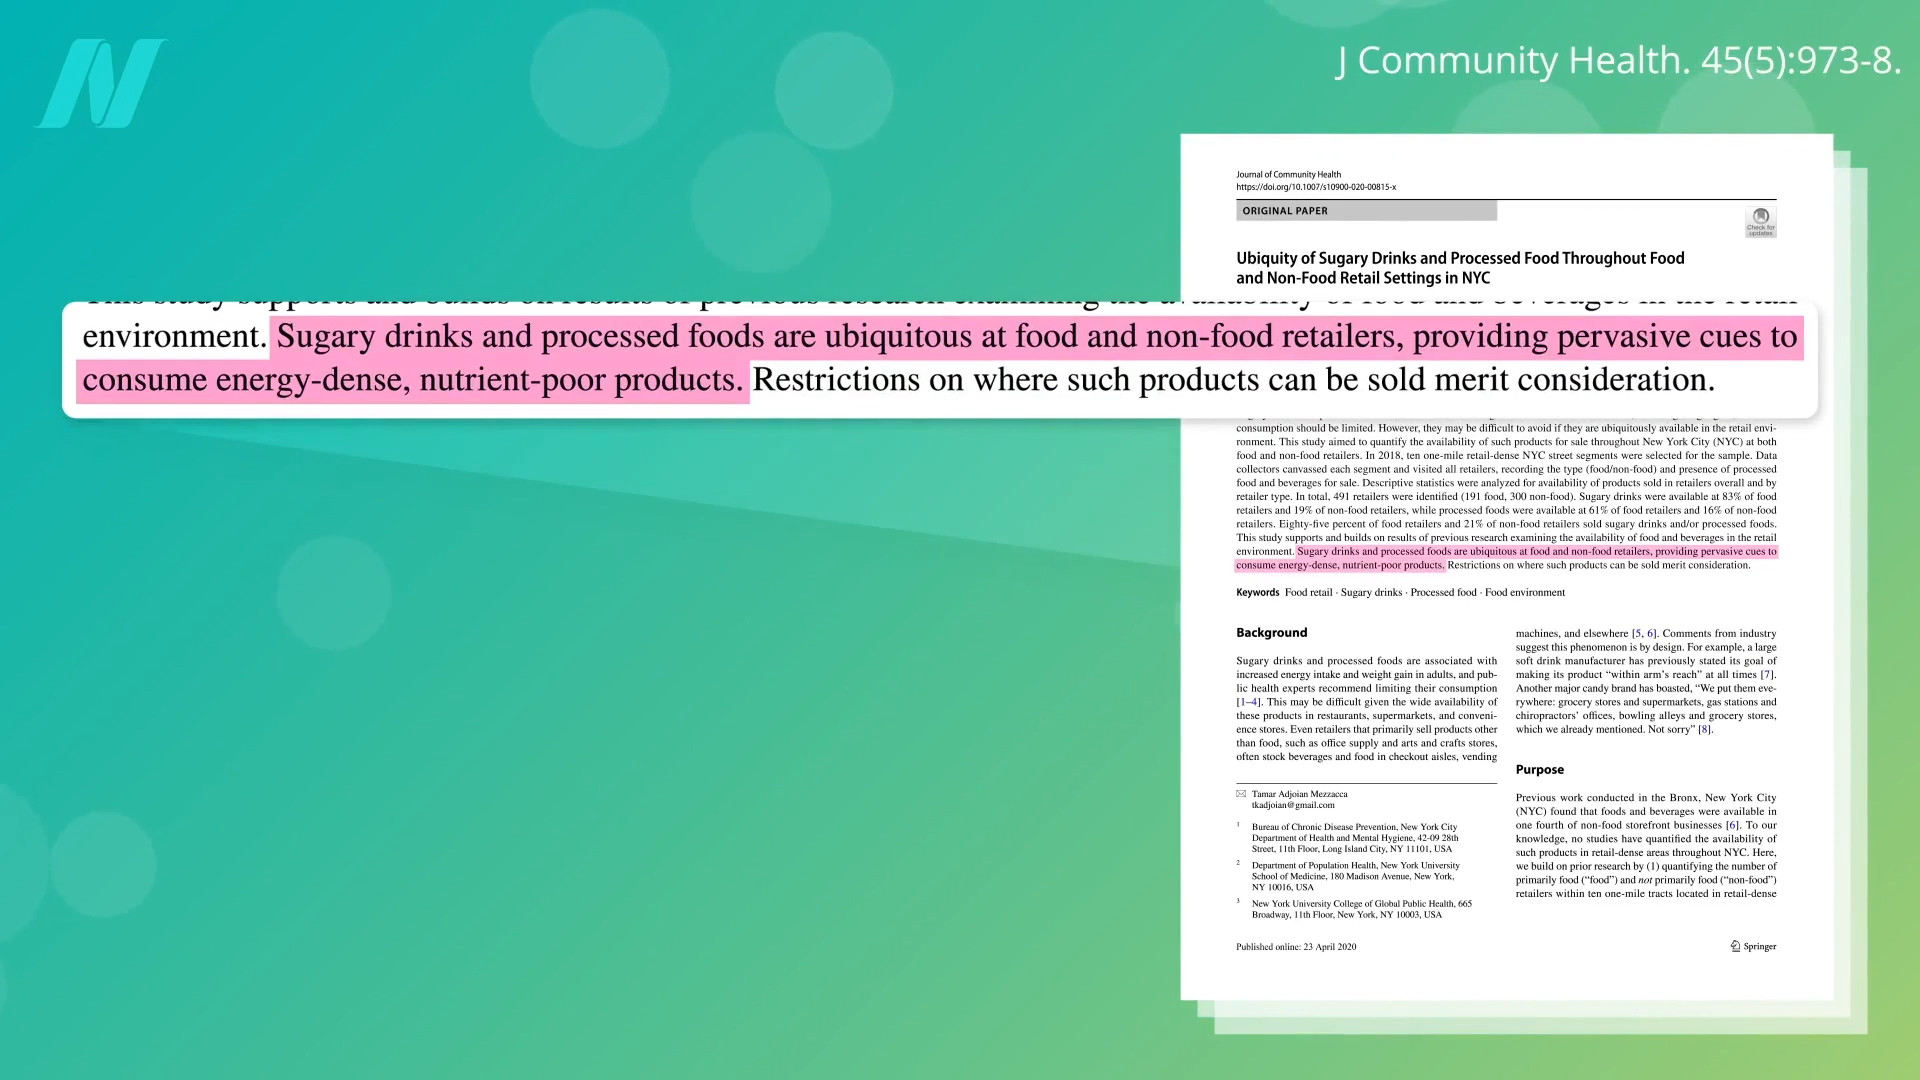 J Community Health. 45(5):973-8.
Journal of Community Health
https://doi.org/10.1007/s10900-020-00815-x
ORIGINAL PAPER
Check for
updates
Ubiquity of Sugary Drinks and Processed Food Throughout Food
and Non-Food Retail Settings in NYC
This study supports and builds on results of previous research examining the availability of food and beverages in the retail
environment. Sugary drinks and processed foods are ubiquitous at food and non-food retailers, providing pervasive cues to
consume energy-dense, nutrient-poor products. Restrictions on where such products can be sold merit consideration.
consumption should be limited. However, they may be difficult to avoid if they are ubiquitously available in the retail envi-
ronment. This study aimed to quantify the availability of such products for sale throughout New York City (NYC) at both
food and non-food retailers. In 2018, ten one-mile retail-dense NYC street segments were selected for the sample. Data
collectors canvassed each segment and visited all retailers, recording the type (food/non-food) and presence of processed
food and beverages for sale. Descriptive statistics were analyzed for availability of products sold in retailers overall and by
retailer type. In total, 491 retailers were identified (191 food, 300 non-food). Sugary drinks were available at 83% of food
retailers and 19% of non-food retailers, while processed foods were available at 61% of food retailers and 16% of non-food
retailers. Eighty-five percent of food retailers and 21% of non-food retailers sold sugary drinks and/or processed foods.
This study supports and builds on results of previous research examining the availability of food and beverages in the retail
environment. Sugary drinks and processed foods are ubiquitous at food and non-food retailers, providing pervasive cues to
consume energy-dense, nutrient-poor products. Restrictions on where such products can be sold merit consideration.
Keywords Food retail · Sugary drinks · Processed food · Food environment
Background
Sugary drinks and processed foods are associated with
increased energy intake and weight gain in adults, and pub-
lic health experts recommend limiting their consumption
[1–4]. This may be difficult given the wide availability of
these products in restaurants, supermarkets, and conveni-
ence stores. Even retailers that primarily sell products other
than food, such as office supply and arts and crafts stores,
often stock beverages and food in checkout aisles, vending
Tamar Adjoian Mezzacca
tkadjoian@gmail.com
1 Bureau of Chronic Disease Prevention, New York City
Department of Health and Mental Hygiene, 42-09 28th
Street, 11th Floor, Long Island City, NY 11101, USA
2 Department of Population Health, New York University
School of Medicine, 180 Madison Avenue, New York,
NY 10016, USA
3 New York University College of Global Public Health, 665
Broadway, 11th Floor, New York, NY 10003, USA
machines, and elsewhere [5, 6]. Comments from industry
suggest this phenomenon is by design. For example, a large
soft drink manufacturer has previously stated its goal of
making its product “within arm’s reach” at all times [7].
Another major candy brand has boasted, “We put them eve-
rywhere: grocery stores and supermarkets, gas stations and
chiropractors’ offices, bowling alleys and grocery stores,
which we already mentioned. Not sorry” [8].
Purpose
Previous work conducted in the Bronx, New York City
(NYC) found that foods and beverages were available in
one fourth of non-food storefront businesses [6]. To our
knowledge, no studies have quantified the availability of
such products in retail-dense areas throughout NYC. Here,
we build on prior research by (1) quantifying the number of
primarily food (“food”) and not primarily food (“non-food”)
retailers within ten one-mile tracts located in retail-dense
Published online: 23 April 2020
Springer